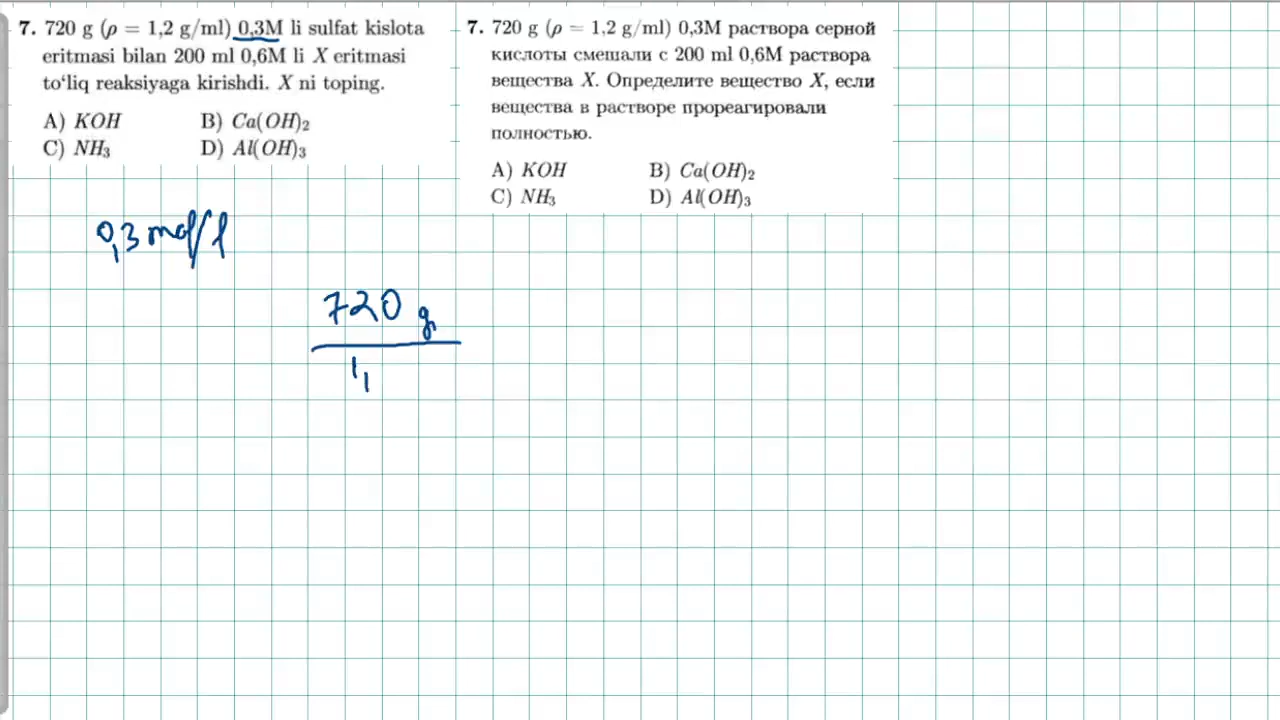 7. 720 g (ρ = 1,2 g/ml) 0,3M li sulfat kislota
eritmasi bilan 200 ml 0,6M li X eritmasi
to‘liq reaksiyaga kirishdi. X ni toping.
A) KOH B) Ca(OH)₂
C) NH₃ D) Al(OH)₃
7. 720 g (ρ = 1,2 g/ml) 0,3M раствора серной
кислоты смешали с 200 ml 0,6M раствора
вещества X. Определите вещество X, если
вещества в растворе прореагировали
полностью.
A) KOH B) Ca(OH)₂
C) NH₃ D) Al(OH)₃
0,3 mol/l
720 g
1,